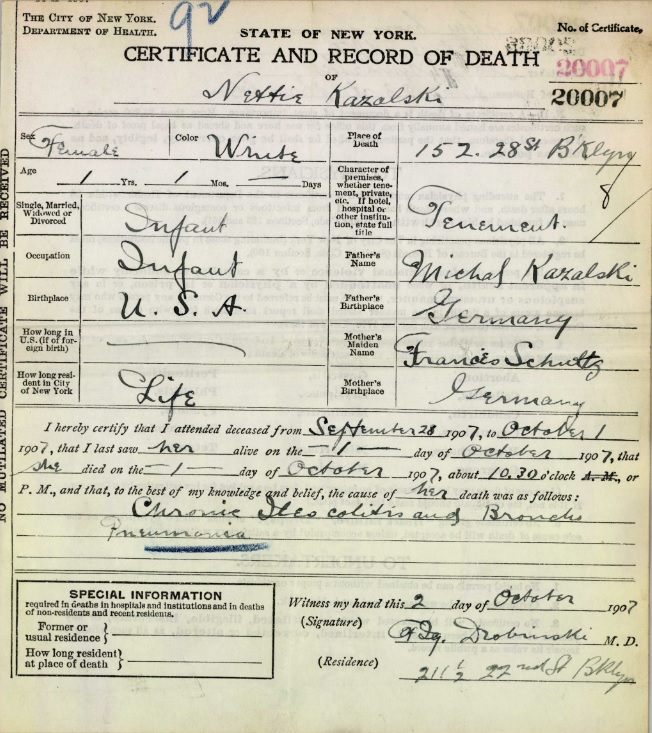 THE CITY OF NEW YORK.
DEPARTMENT OF HEALTH.
92
STATE OF NEW YORK.
No. of Certificate,
CERTIFICATE AND RECORD OF DEATH
20007
OF
20007
Nettie Kazalski
Sex Female Color White Place of Death 152. 28 St B'Klyn
Age 1 Yrs. 1 Mos. — Days
Character of premises, whether tenement, private, etc. If hotel, hospital or other institution, state full title Tenement. 8
Single, Married, Widowed or Divorced Infant
Occupation Infant Father's Name Michal Kazalski
Birthplace U. S. A. Father's Birthplace Germany
How long in U.S. (if of foreign birth) — Mother's Maiden Name Frances Schultz
How long resident in City of New York Life Mother's Birthplace Germany
I hereby certify that I attended deceased from September 28 1907, to October 1
1907, that I last saw her alive on the — 1 — day of October 1907, that
she died on the — 1 — day of October 1907, about 10.30 o'clock A.M., or
P. M., and that, to the best of my knowledge and belief, the cause of her death was as follows:
Chronic Ileo colitis and Broncho
Pneumonia
SPECIAL INFORMATION
required in deaths in hospitals and institutions and in deaths
of non-residents and recent residents.
Former or usual residence
How long resident at place of death
Witness my hand this 2 day of October 1907
(Signature) Drobinski M. D.
(Residence) 211 1/2 22nd St BKlyn
NO MUTILATED CERTIFICATE WILL BE RECEIVED